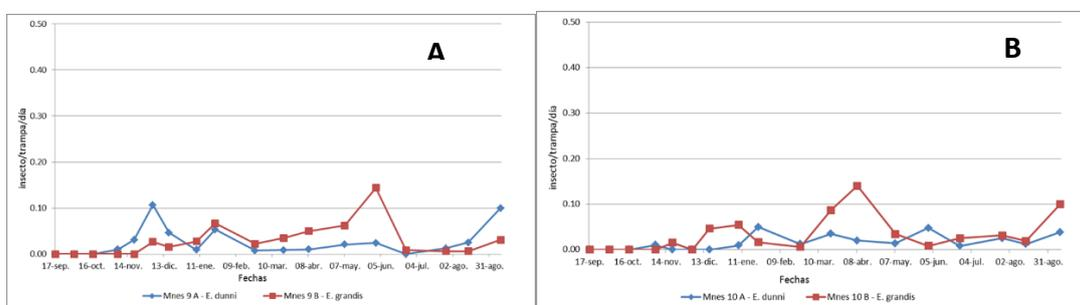 A
insecto/trampa/día
0.50
0.40
0.30
0.20
0.10
0.00
17-sep. 16-oct. 14-nov. 13-dic. 11-ene. 09-feb. 10-mar. 08-abr. 07-may. 05-jun. 04-jul. 02-ago. 31-ago.
Fechas
Mnes 9 A - E. dunni Mnes 9 B - E. grandis
B
insecto/trampa/día
0.50
0.40
0.30
0.20
0.10
0.00
17-sep. 16-oct. 14-nov. 13-dic. 11-ene. 09-feb. 10-mar. 08-abr. 07-may. 05-jun. 04-jul. 02-ago. 31-ago.
Fechas
Mnes 10 A - E. dunni Mnes 10 B - E. grandis